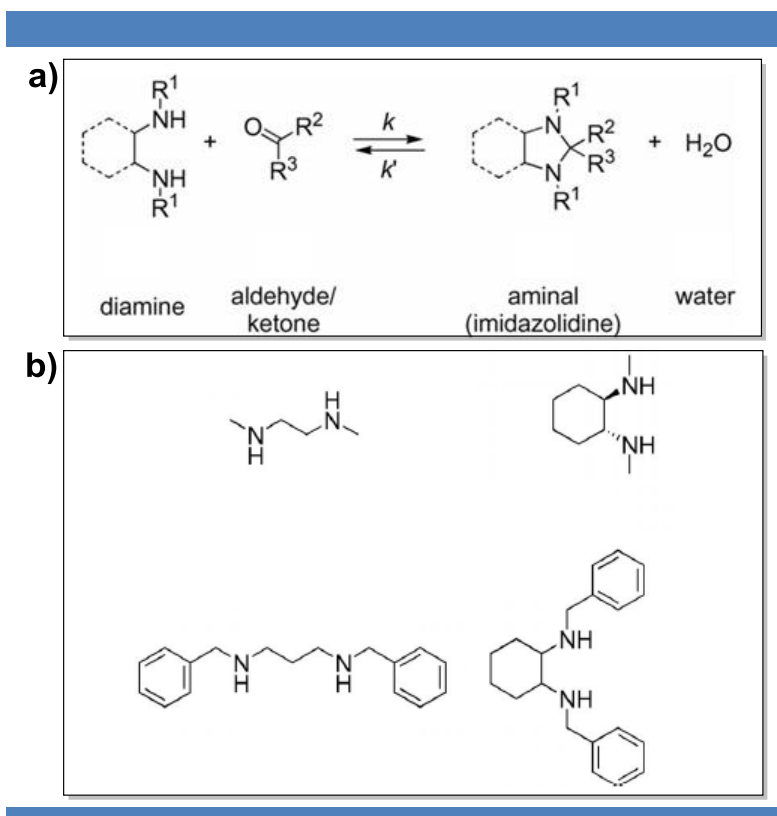 a)
R¹
NH
NH
R¹
+
O
R²
R³
k
k'
R¹
N
R²
R³
N
R¹
+
H₂O
diamine
aldehyde/
ketone
aminal
(imidazolidine)
water
b)
N
H
H
N
NH
NH
N
H
N
H
NH
NH